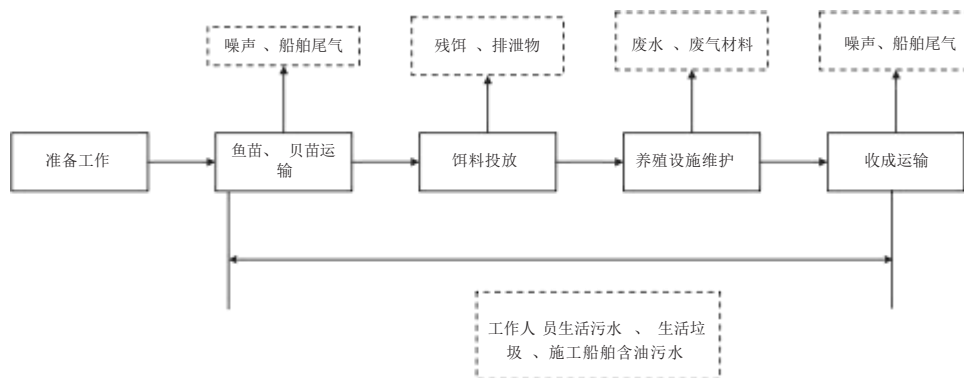 噪声 、船舶尾气
残饵 、排泄物
废水 、废气材料
噪声、船舶尾气
准备工作
鱼苗、 贝苗运
输
饵料投放
养殖设施维护
收成运输
工作人 员生活污水 、 生活垃
圾 、施工船舶含油污水